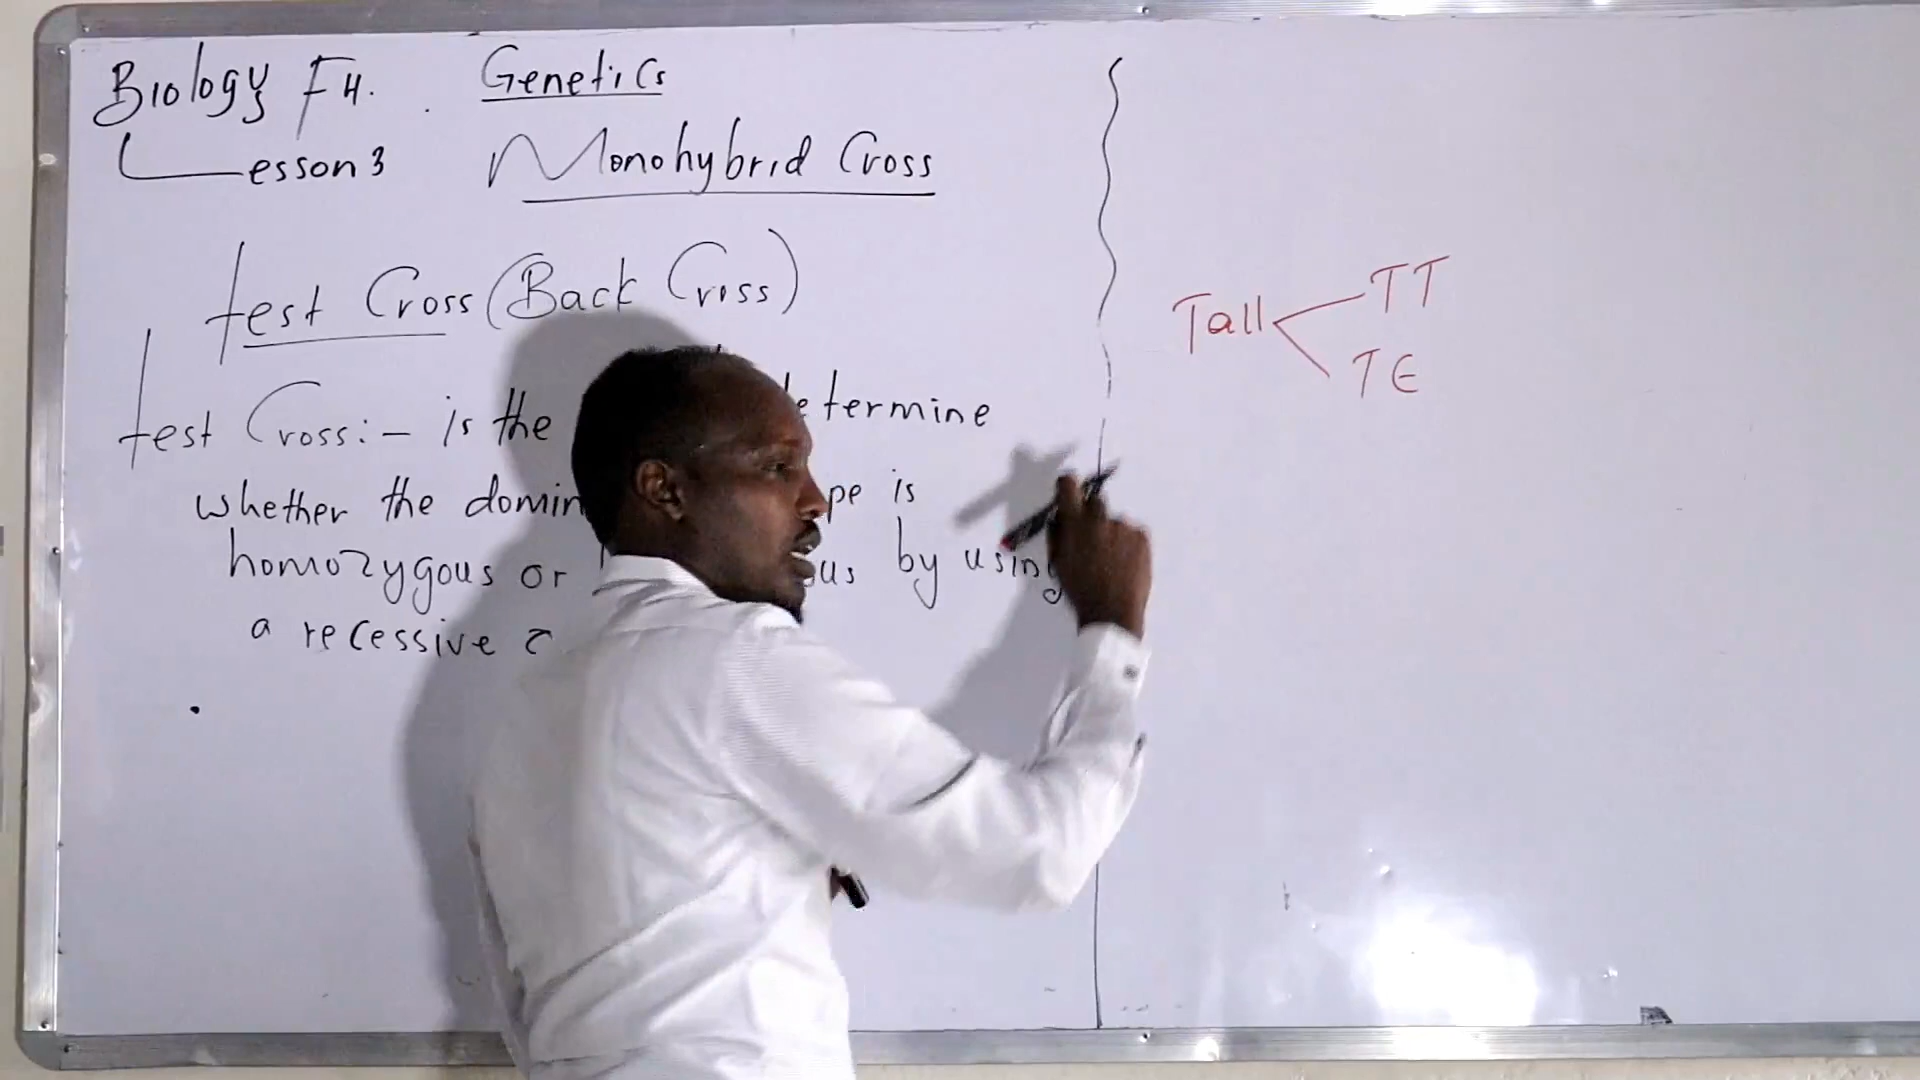 Biology F4.
Lesson 3
Genetics
Monohybrid Cross
test Cross (Back Cross)
test Cross:- is the etermine
whether the domin pe is
homozygous or us by using
a recessive
Tall
TT
Tt